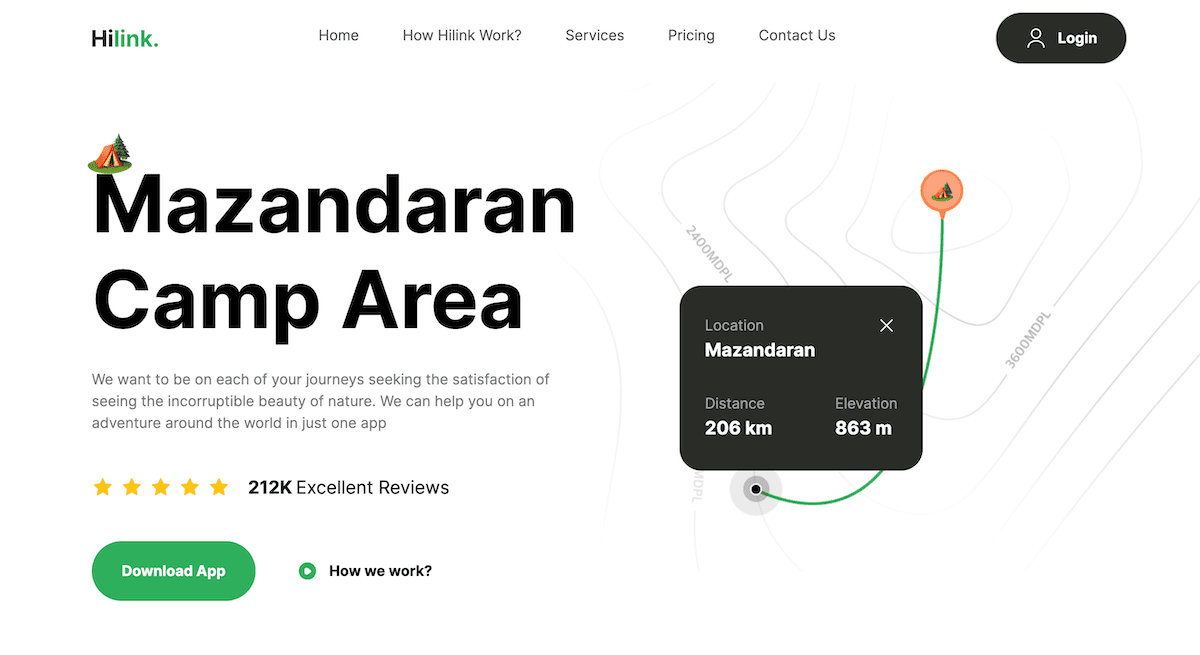 Hilink.
Home
How Hilink Work?
Services
Pricing
Contact Us
Login
Mazandaran
Camp Area
We want to be on each of your journeys seeking the satisfaction of
seeing the incorruptible beauty of nature. We can help you on an
adventure around the world in just one app
212K Excellent Reviews
Download App
How we work?
2400MDPL
3600MDPL
Location
Mazandaran
Distance
206 km
Elevation
863 m
MDPL